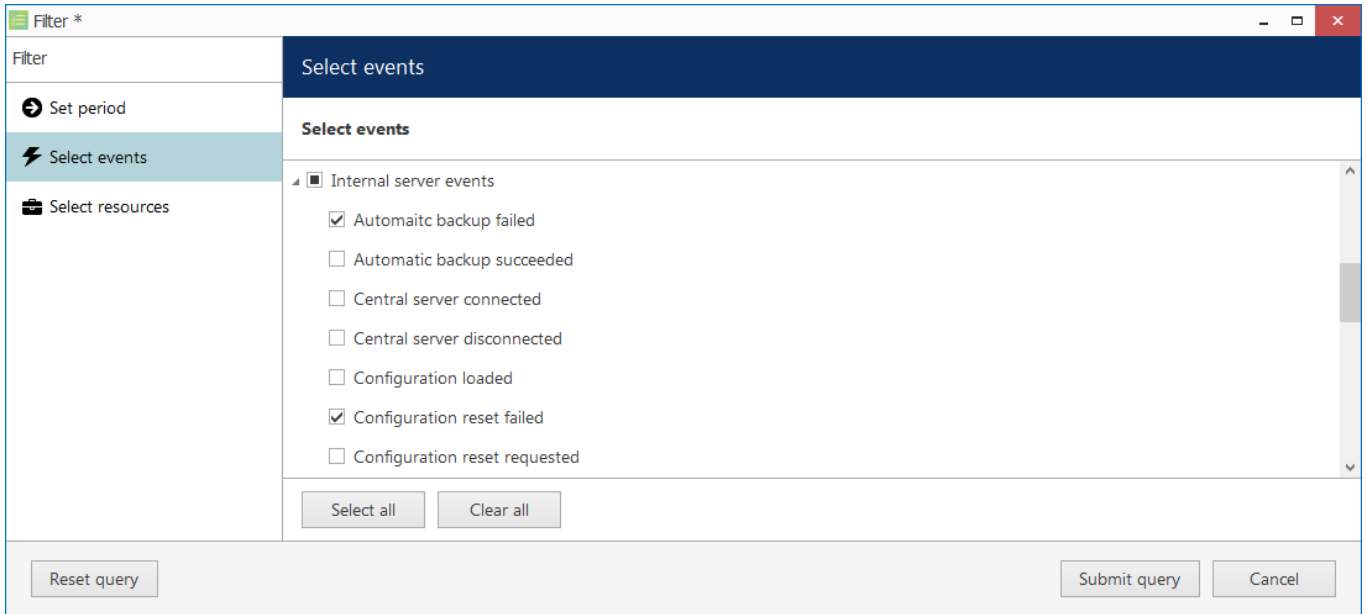 Filter *
Filter
Set period
Select events
Select resources
Select events
Select events
Internal server events
Automaitc backup failed
Automatic backup succeeded
Central server connected
Central server disconnected
Configuration loaded
Configuration reset failed
Configuration reset requested
Select all Clear all
Reset query Submit query Cancel